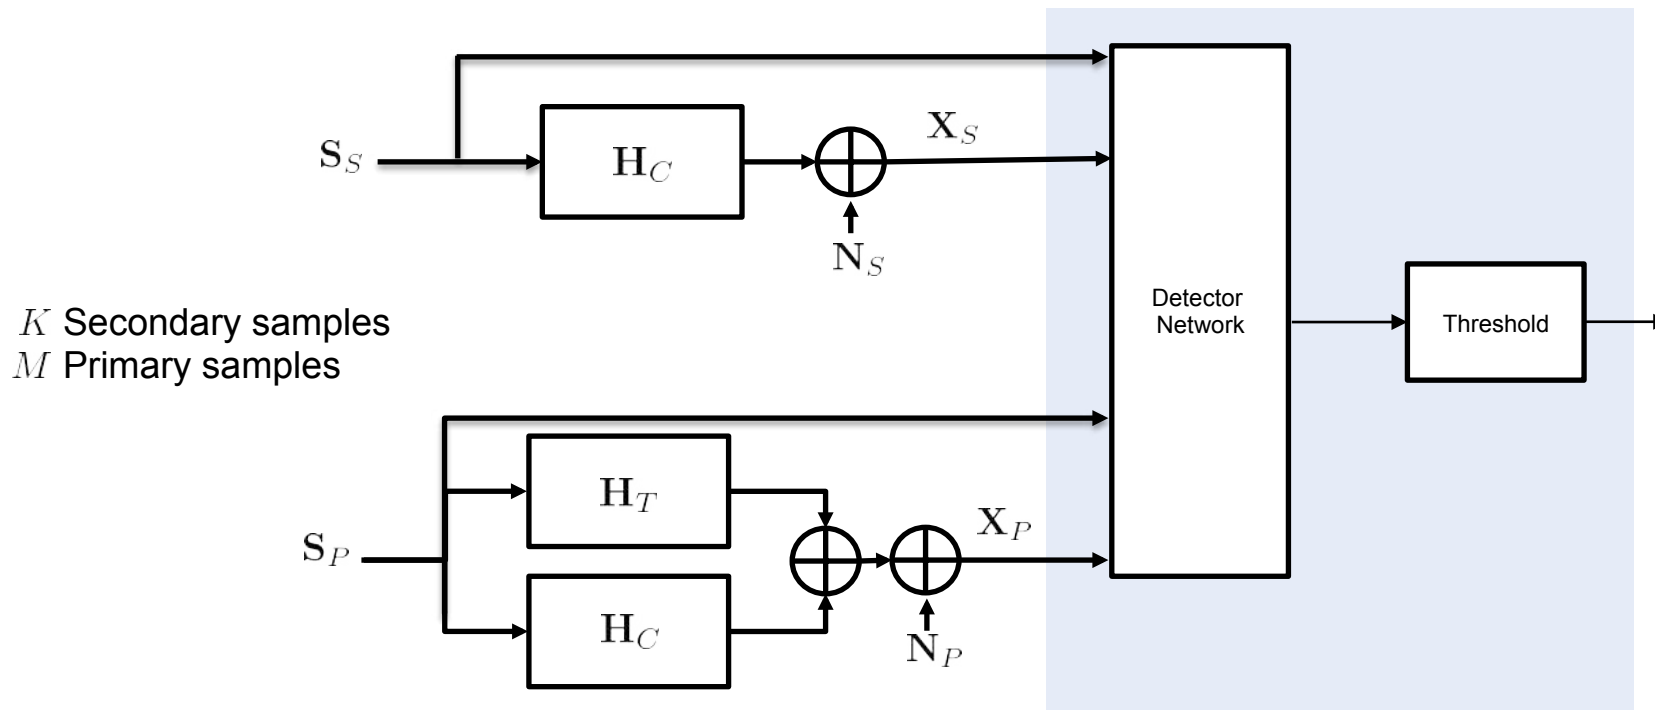 S_S
H_C
X_S
N_S
K Secondary samples
M Primary samples
Detector
Network
Threshold
H_T
S_P
X_P
H_C
N_P